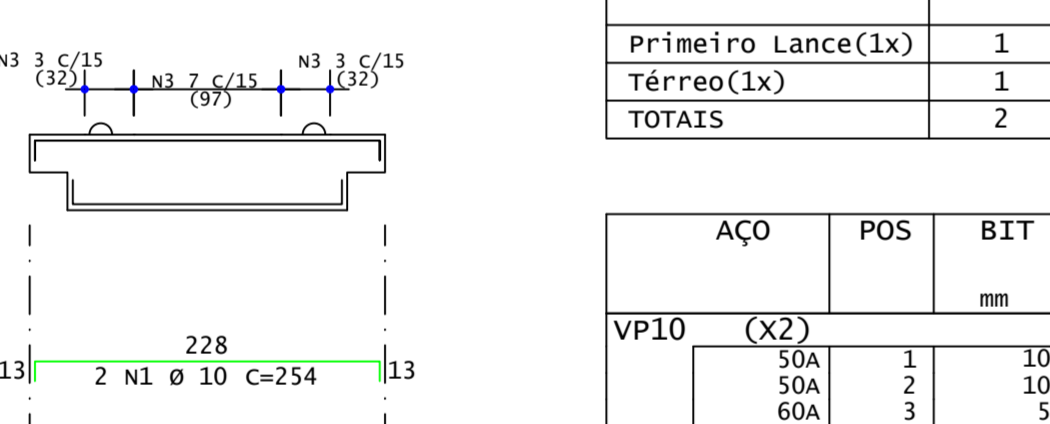 N3 3 C/15
(32)
N3 7 C/15
(97)
N3 3 C/15
(32)
228
13
2 N1 Ø 10 C=254
13
Primeiro Lance(1x) 1
Térreo(1x) 1
TOTAIS 2
AÇO POS BIT
mm
VP10 (X2)
50A 1 10
50A 2 10
60A 3 5